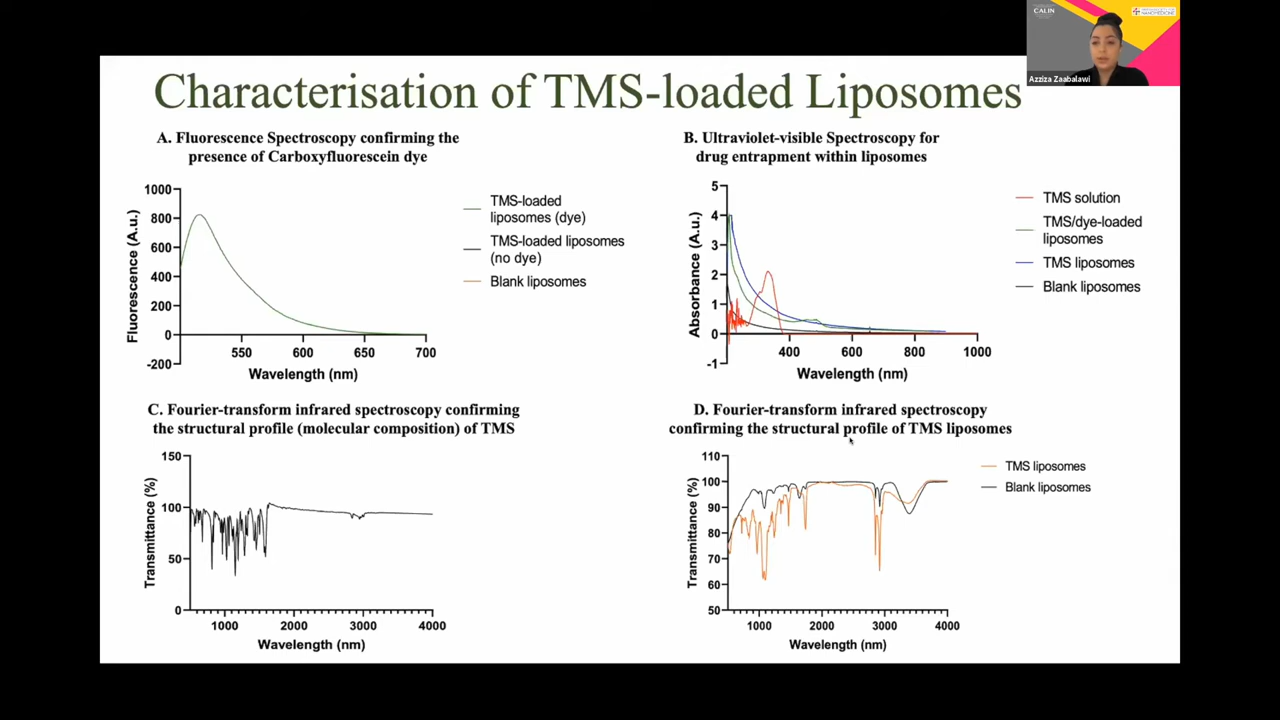 CALIN
NANOMEDICINE
Azziza Zaabalawi
Characterisation of TMS-loaded Liposomes
A. Fluorescence Spectroscopy confirming the
presence of Carboxyfluorescein dye
1000
800
600
400
200
0
-200
550
600
650
700
Fluorescence (A.u.)
Wavelength (nm)
TMS-loaded
liposomes (dye)
TMS-loaded liposomes
(no dye)
Blank liposomes
B. Ultraviolet-visible Spectroscopy for
drug entrapment within liposomes
5
4
3
2
1
0
-1
400
600
800
1000
Absorbance (A.u.)
Wavelength (nm)
TMS solution
TMS/dye-loaded
liposomes
TMS liposomes
Blank liposomes
C. Fourier-transform infrared spectroscopy confirming
the structural profile (molecular composition) of TMS
150
100
50
0
1000
2000
3000
4000
Transmittance (%)
Wavelength (nm)
D. Fourier-transform infrared spectroscopy
confirming the structural profile of TMS liposomes
110
100
90
80
70
60
50
1000
2000
3000
4000
Transmittance (%)
Wavelength (nm)
TMS liposomes
Blank liposomes